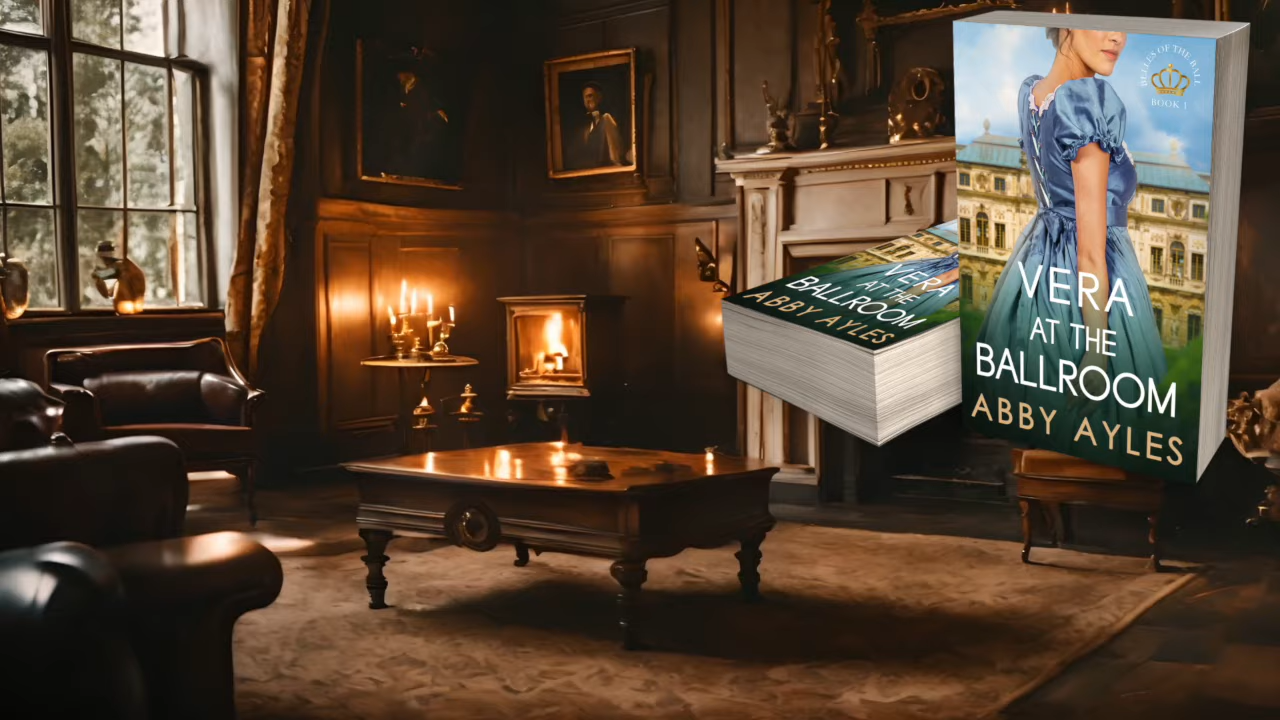 BELLES OF THE BALL
BOOK 1
VERA
AT THE
BALLROOM
ABBY AYLES
VERA
AT THE
BALLROOM
ABBY AYLES